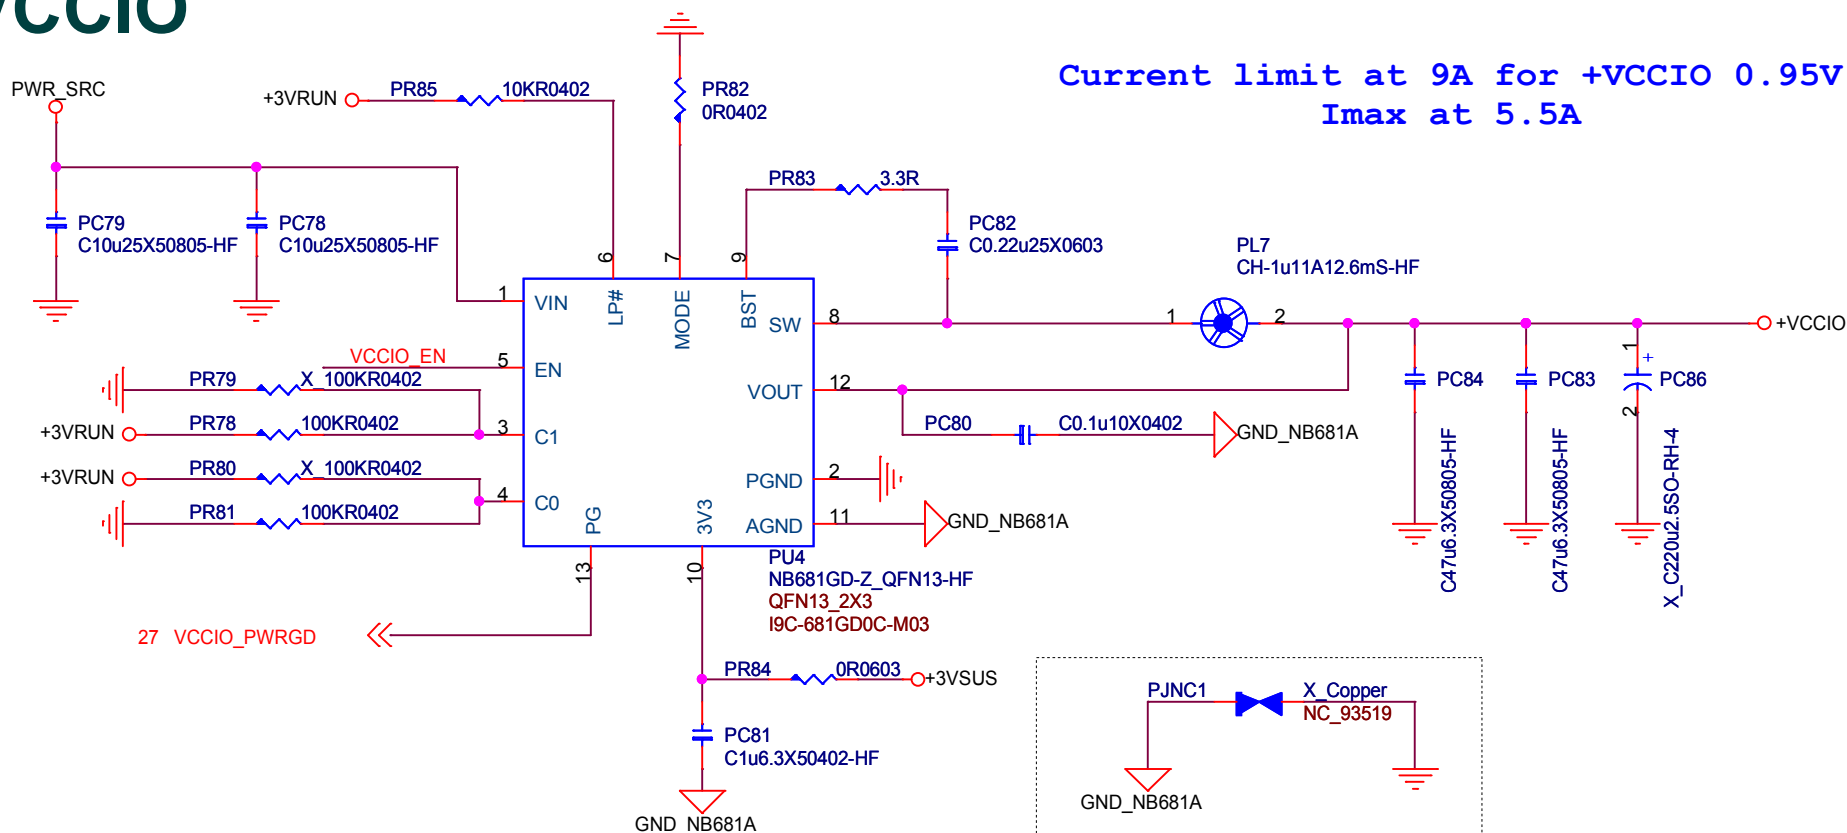 VCCIO
Current limit at 9A for +VCCIO 0.95V
Imax at 5.5A
PWR_SRC
+3VRUN
PR85
10KR0402
PR82
0R0402
PC79
C10u25X50805-HF
PC78
C10u25X50805-HF
PR83
3.3R
PC82
C0.22u25X0603
PL7
CH-1u11A12.6mS-HF
6
7
9
LP#
MODE
BST
1
VIN
SW
8
1
2
+VCCIO
VCCIO_EN
5
EN
PR79
X_100KR0402
VOUT
12
+3VRUN
PR78
100KR0402
3
C1
PC80
C0.1u10X0402
GND_NB681A
+3VRUN
PR80
X_100KR0402
4
C0
PGND
2
PR81
100KR0402
PG
3V3
AGND
11
GND_NB681A
13
10
PU4
NB681GD-Z_QFN13-HF
QFN13_2X3
I9C-681GD0C-M03
PC84
C47u6.3X50805-HF
PC83
C47u6.3X50805-HF
1
+
PC86
2
X_C220u2.5SO-RH-4
27 VCCIO_PWRGD
PR84
0R0603
+3VSUS
PC81
C1u6.3X50402-HF
GND_NB681A
PJNC1
X_Copper
NC_93519
GND_NB681A